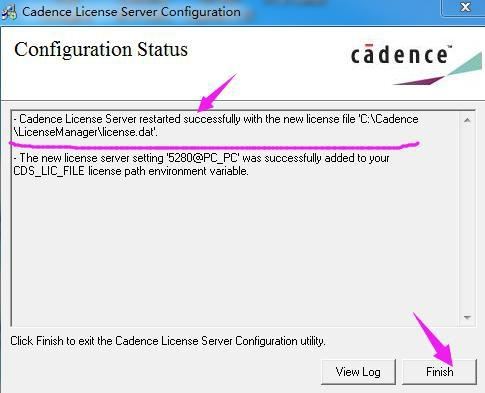 Cadence License Server Configuration
Configuration Status
cādence™
- Cadence License Server restarted successfully with the new license file 'C:\Cadence
\LicenseManager\license.dat'.
- The new license server setting '5280@PC_PC' was successfully added to your
CDS_LIC_FILE license path environment variable.
Click Finish to exit the Cadence License Server Configuration utility.
View Log
Finish